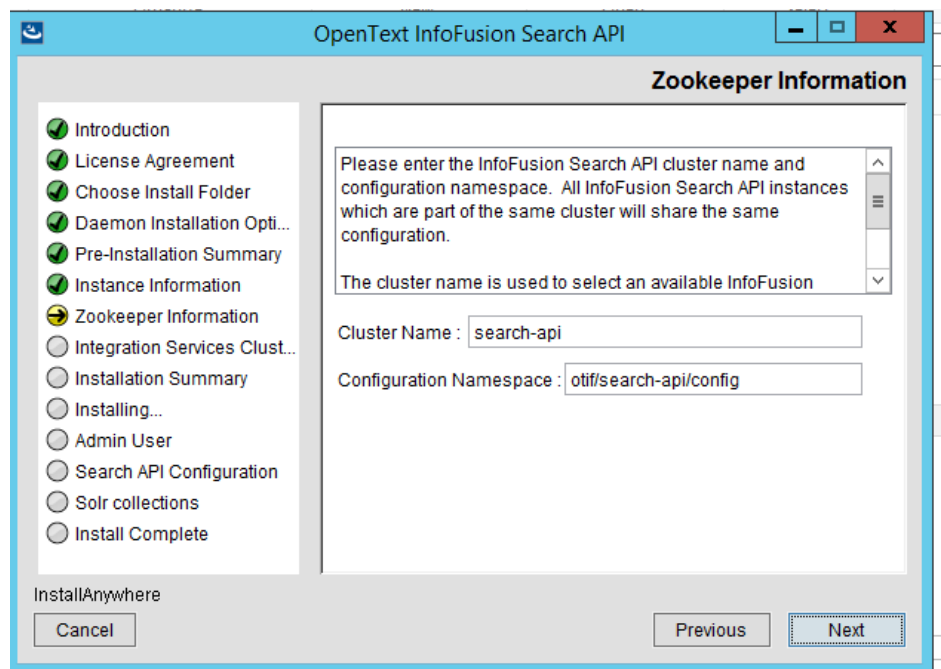 OpenText InfoFusion Search API
Zookeeper Information
Introduction
License Agreement
Choose Install Folder
Daemon Installation Opti...
Pre-Installation Summary
Instance Information
Zookeeper Information
Integration Services Clust...
Installation Summary
Installing...
Admin User
Search API Configuration
Solr collections
Install Complete
Please enter the InfoFusion Search API cluster name and
configuration namespace. All InfoFusion Search API instances
which are part of the same cluster will share the same
configuration.
The cluster name is used to select an available InfoFusion
Cluster Name : search-api
Configuration Namespace : otif/search-api/config
InstallAnywhere
Cancel
Previous
Next